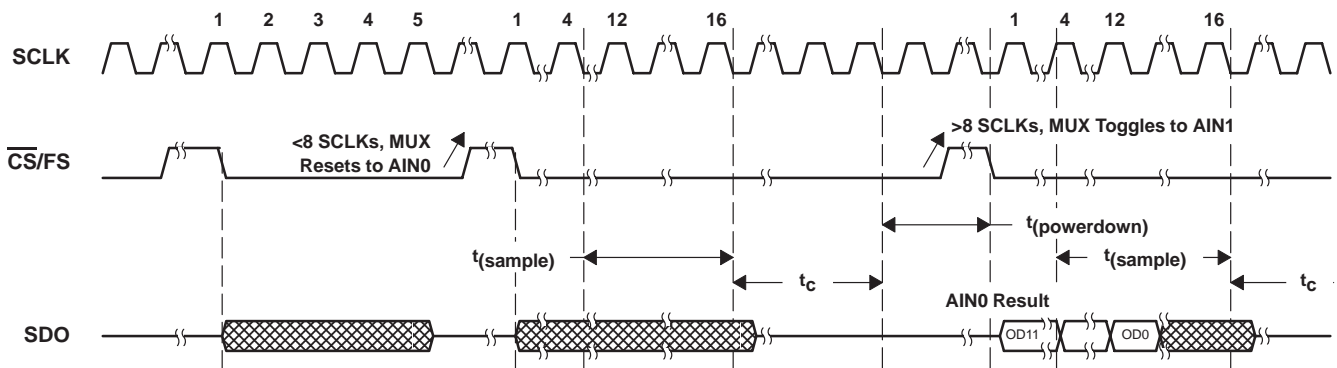 1 2 3 4 5 1 4 12 16 1 4 12 16
SCLK
<8 SCLKs, MUX
Resets to AIN0
>8 SCLKs, MUX Toggles to AIN1
CS/FS
t(powerdown)
t(sample)
t(sample)
tC
tC
AIN0 Result
SDO
OD11
OD0